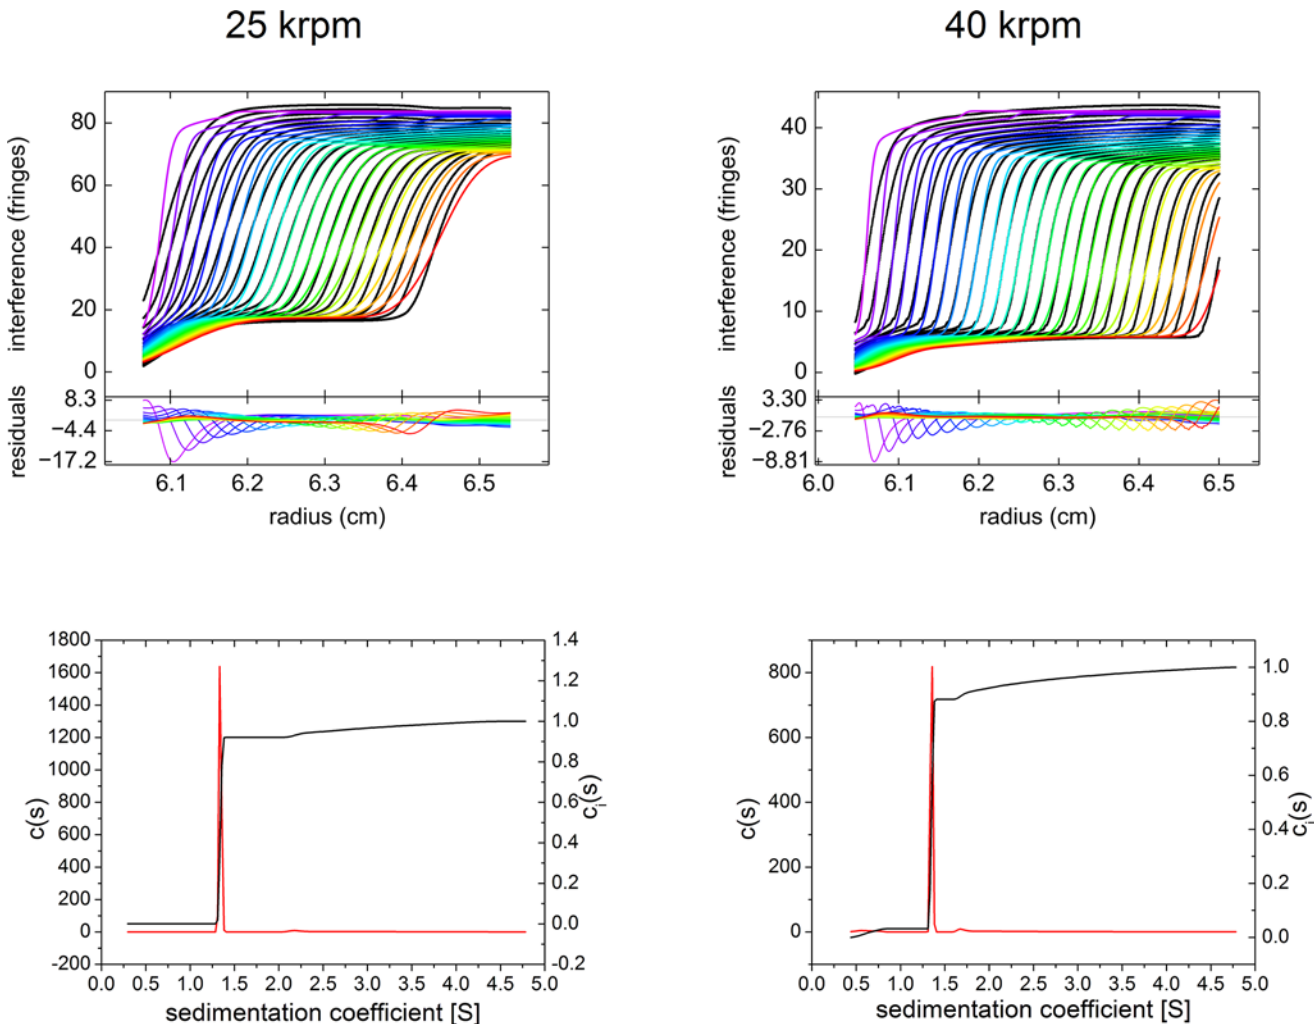 25 krpm
40 krpm
80
60
40
20
0
interference (fringes)
8.3
−4.4
−17.2
residuals
6.1 6.2 6.3 6.4 6.5
radius (cm)
40
30
20
10
0
interference (fringes)
3.30
−2.76
−8.81
residuals
6.0 6.1 6.2 6.3 6.4 6.5
radius (cm)
1800
1600
1400
1200
1000
800
600
400
200
0
-200
c(s)
1.4
1.2
1.0
0.8
0.6
0.4
0.2
0.0
-0.2
c_i(s)
0.0 0.5 1.0 1.5 2.0 2.5 3.0 3.5 4.0 4.5 5.0
sedimentation coefficient [S]
800
600
400
200
0
c(s)
1.0
0.8
0.6
0.4
0.2
0.0
c_i(s)
0.0 0.5 1.0 1.5 2.0 2.5 3.0 3.5 4.0 4.5 5.0
sedimentation coefficient [S]